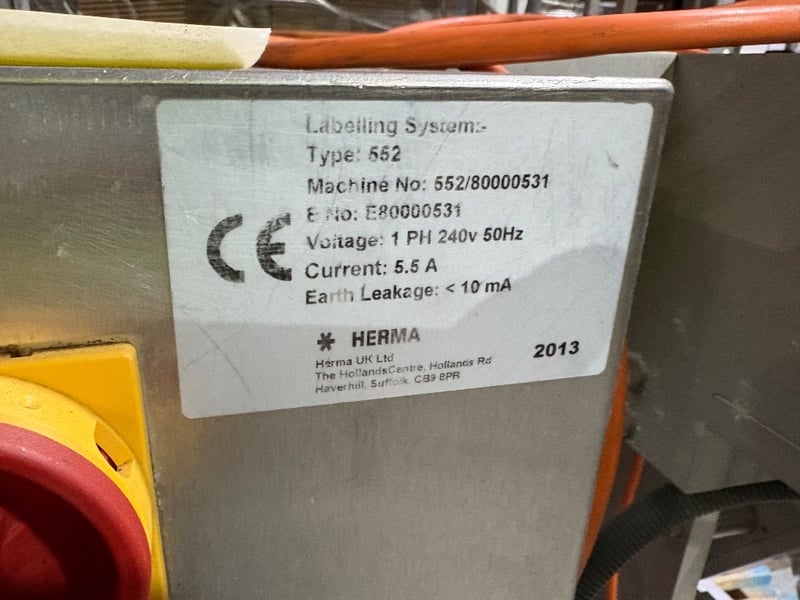 Labelling System:-
Type: 552
Machine No: 552/80000531
E No: E80000531
Voltage: 1 PH 240v 50Hz
Current: 5.5 A
Earth Leakage: < 10 mA
CE
HERMA
Herma UK Ltd
The HollandsCentre, Hollands Rd
Haverhill, Suffolk, CB9 8PR
2013